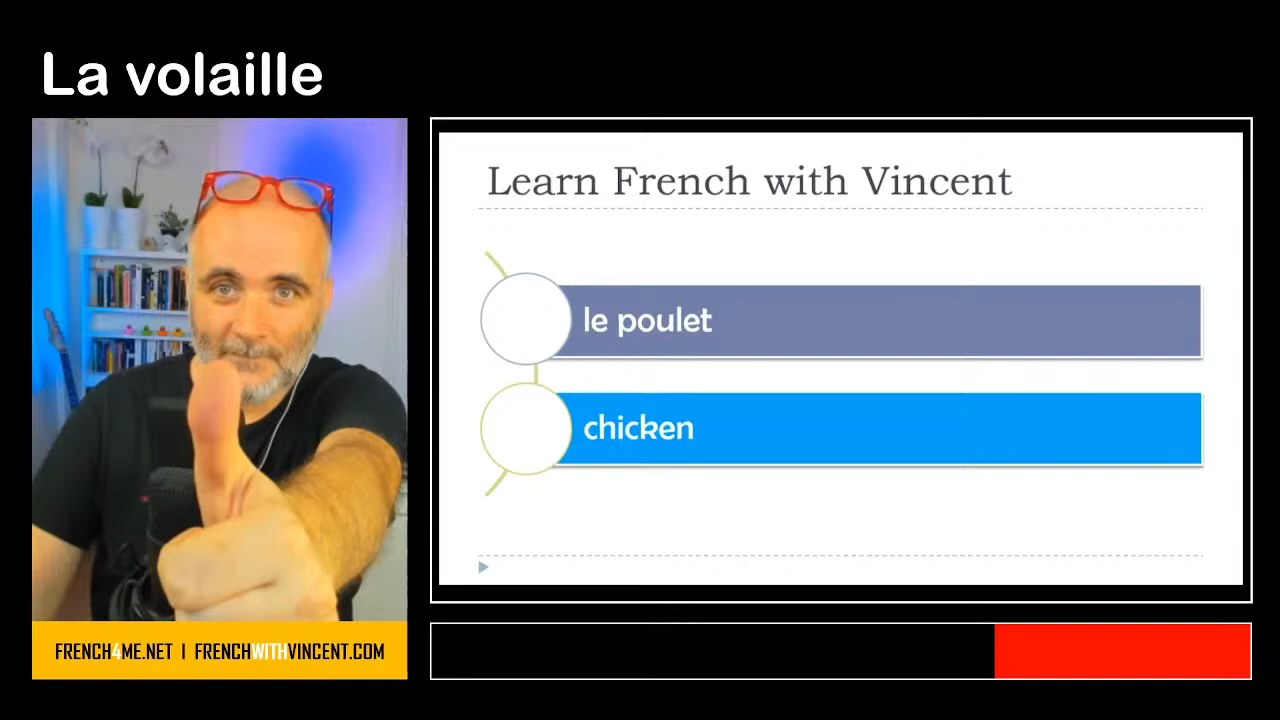 La volaille
Learn French with Vincent
le poulet
chicken
FRENCH4ME.NET I FRENCHWITHVINCENT.COM